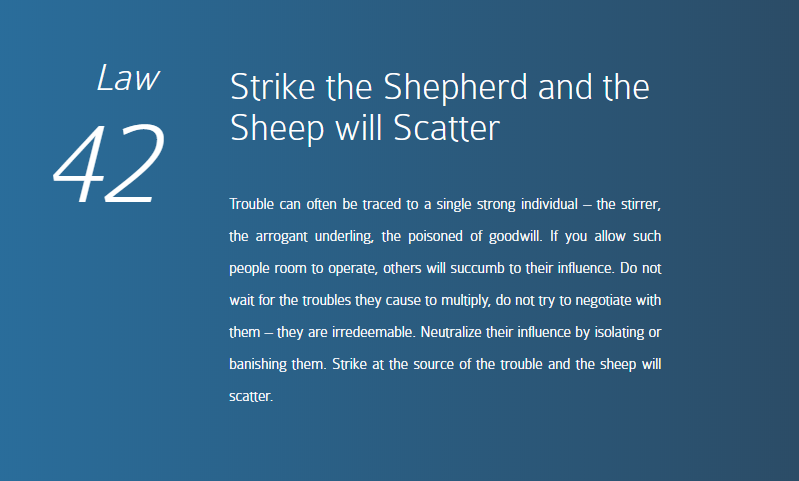 Law
42
Strike the Shepherd and the
Sheep will Scatter
Trouble can often be traced to a single strong individual – the stirrer,
the arrogant underling, the poisoned of goodwill. If you allow such
people room to operate, others will succumb to their influence. Do not
wait for the troubles they cause to multiply, do not try to negotiate with
them – they are irredeemable. Neutralize their influence by isolating or
banishing them. Strike at the source of the trouble and the sheep will
scatter.